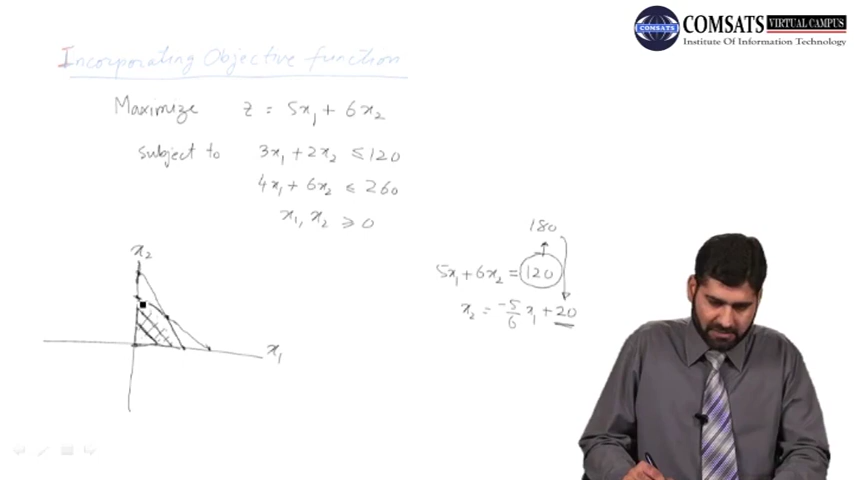 COMSATS VIRTUAL CAMPUS
COMSATS
Institute Of Information Technology
Incorporating Objective function
Maximize z = 5x₁ + 6x₂
subject to 3x₁ + 2x₂ ≤ 120
4x₁ + 6x₂ ≤ 260
x₁, x₂ ≥ 0
180
5x₁ + 6x₂ = 120
x₂ = -5/6 x₁ + 20
x₂
x₁